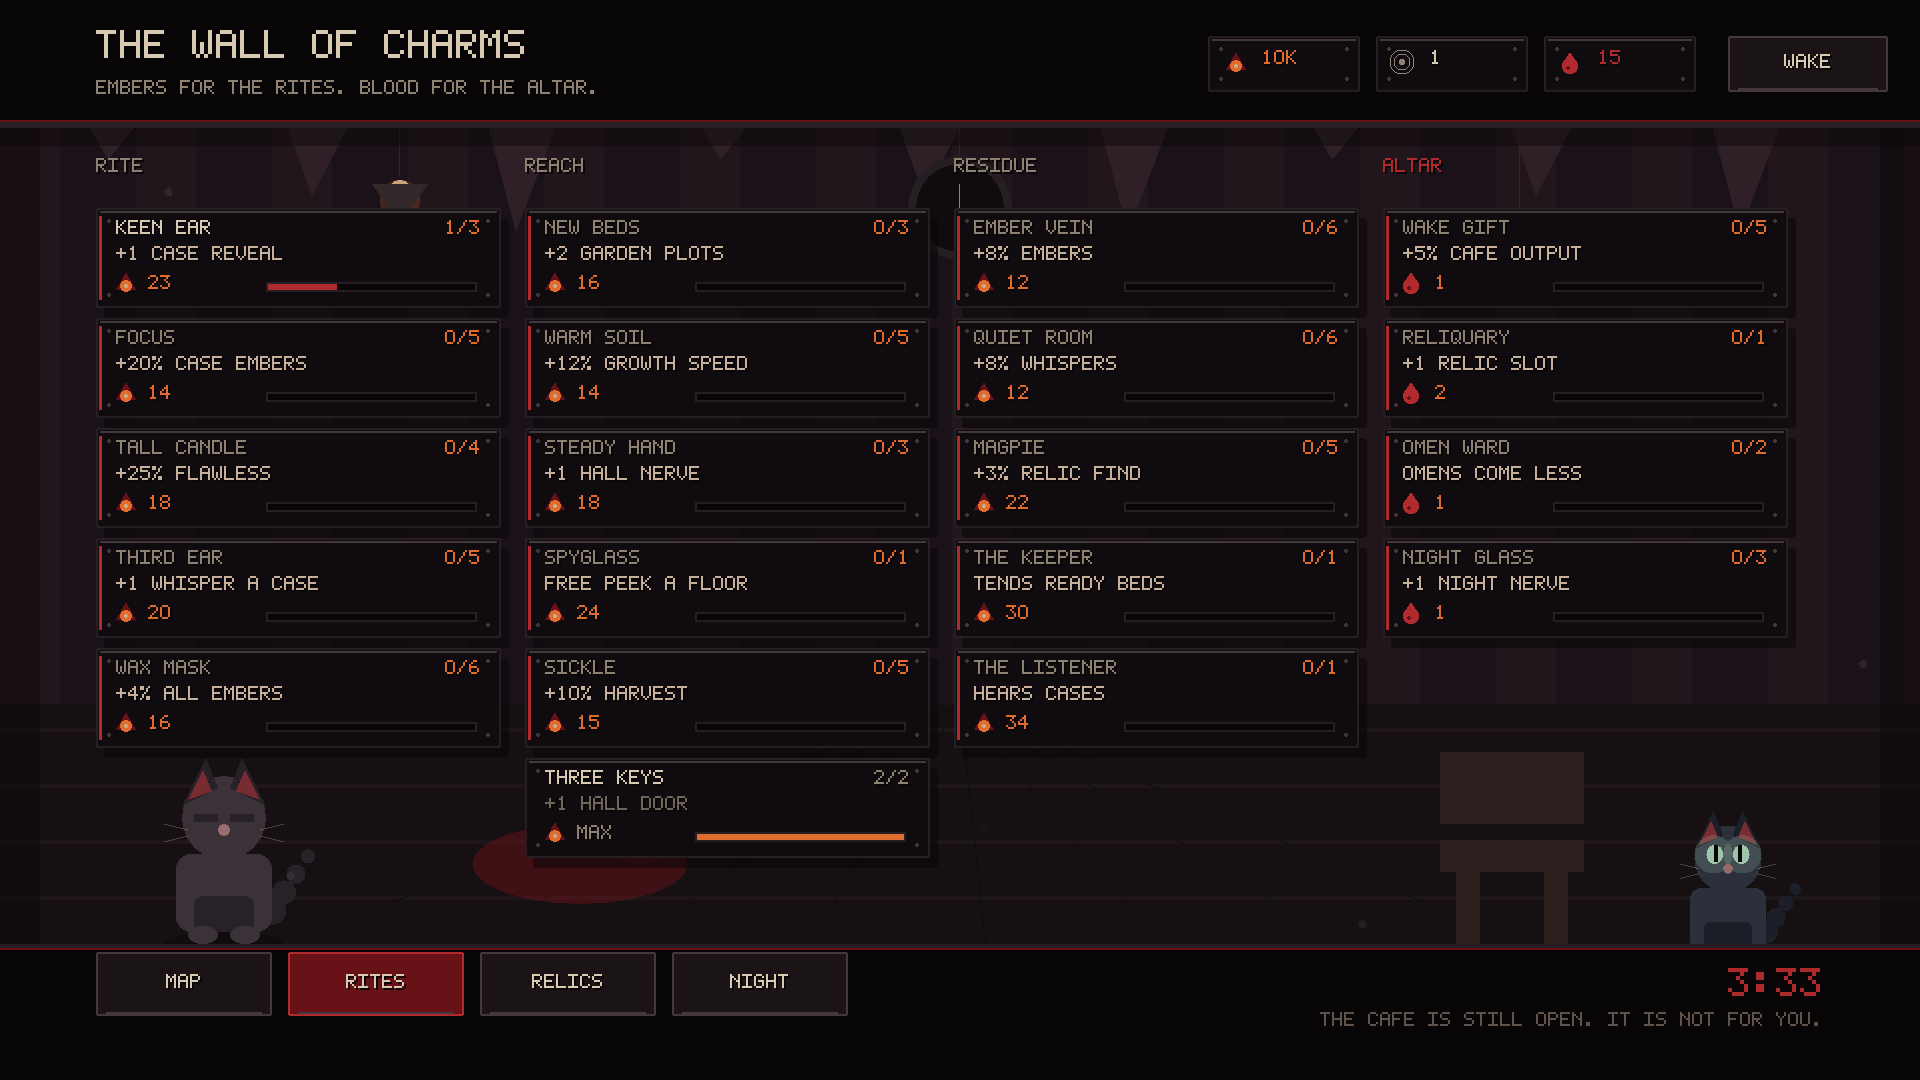 THE WALL OF CHARMS
EMBERS FOR THE RITES. BLOOD FOR THE ALTAR.
10K
1
15
WAKE
RITE
KEEN EAR 1/3
+1 CASE REVEAL
23
FOCUS 0/5
+20% CASE EMBERS
14
TALL CANDLE 0/4
+25% FLAWLESS
18
THIRD EAR 0/5
+1 WHISPER A CASE
20
WAX MASK 0/6
+4% ALL EMBERS
16
REACH
NEW BEDS 0/3
+2 GARDEN PLOTS
16
WARM SOIL 0/5
+12% GROWTH SPEED
14
STEADY HAND 0/3
+1 HALL NERVE
18
SPYGLASS 0/1
FREE PEEK A FLOOR
24
SICKLE 0/5
+10% HARVEST
15
THREE KEYS 2/2
+1 HALL DOOR
MAX
RESIDUE
EMBER VEIN 0/6
+8% EMBERS
12
QUIET ROOM 0/6
+8% WHISPERS
12
MAGPIE 0/5
+3% RELIC FIND
22
THE KEEPER 0/1
TENDS READY BEDS
30
THE LISTENER 0/1
HEARS CASES
34
ALTAR
WAKE GIFT 0/5
+5% CAFE OUTPUT
1
RELIQUARY 0/1
+1 RELIC SLOT
2
OMEN WARD 0/2
OMENS COME LESS
1
NIGHT GLASS 0/3
+1 NIGHT NERVE
1
MAP
RITES
RELICS
NIGHT
3:33
THE CAFE IS STILL OPEN. IT IS NOT FOR YOU.